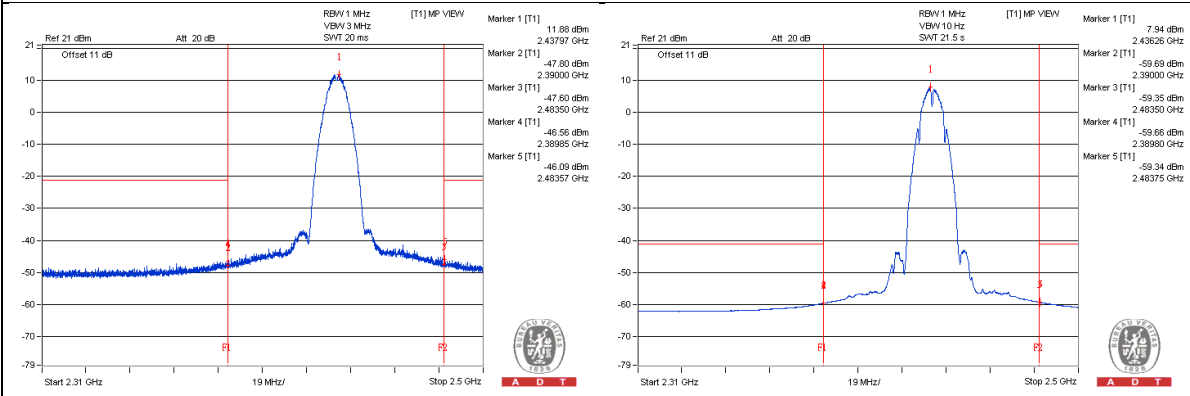 RBW 1 MHz
VBW 3 MHz
SWT 20 ms
[T1] MP VIEW
Ref 21 dBm
Att 20 dB
Offset 11 dB
21
10
0
-10
-20
-30
-40
-50
-60
-70
-79
1
F1
F2
Start 2.31 GHz
19 MHz/
Stop 2.5 GHz
Marker 1 [T1]
11.88 dBm
2.43797 GHz
Marker 2 [T1]
-47.80 dBm
2.39000 GHz
Marker 3 [T1]
-47.60 dBm
2.48350 GHz
Marker 4 [T1]
-46.56 dBm
2.38985 GHz
Marker 5 [T1]
-46.09 dBm
2.48357 GHz
BUREAU VERITAS
1828
A D T
RBW 1 MHz
VBW 10 Hz
SWT 21.5 s
[T1] MP VIEW
Ref 21 dBm
Att 20 dB
Offset 11 dB
21
10
0
-10
-20
-30
-40
-50
-60
-70
-79
1
F1
F2
Start 2.31 GHz
19 MHz/
Stop 2.5 GHz
Marker 1 [T1]
7.94 dBm
2.43626 GHz
Marker 2 [T1]
-59.69 dBm
2.39000 GHz
Marker 3 [T1]
-59.35 dBm
2.48350 GHz
Marker 4 [T1]
-59.66 dBm
2.38980 GHz
Marker 5 [T1]
-59.34 dBm
2.48375 GHz
BUREAU VERITAS
1828
A D T